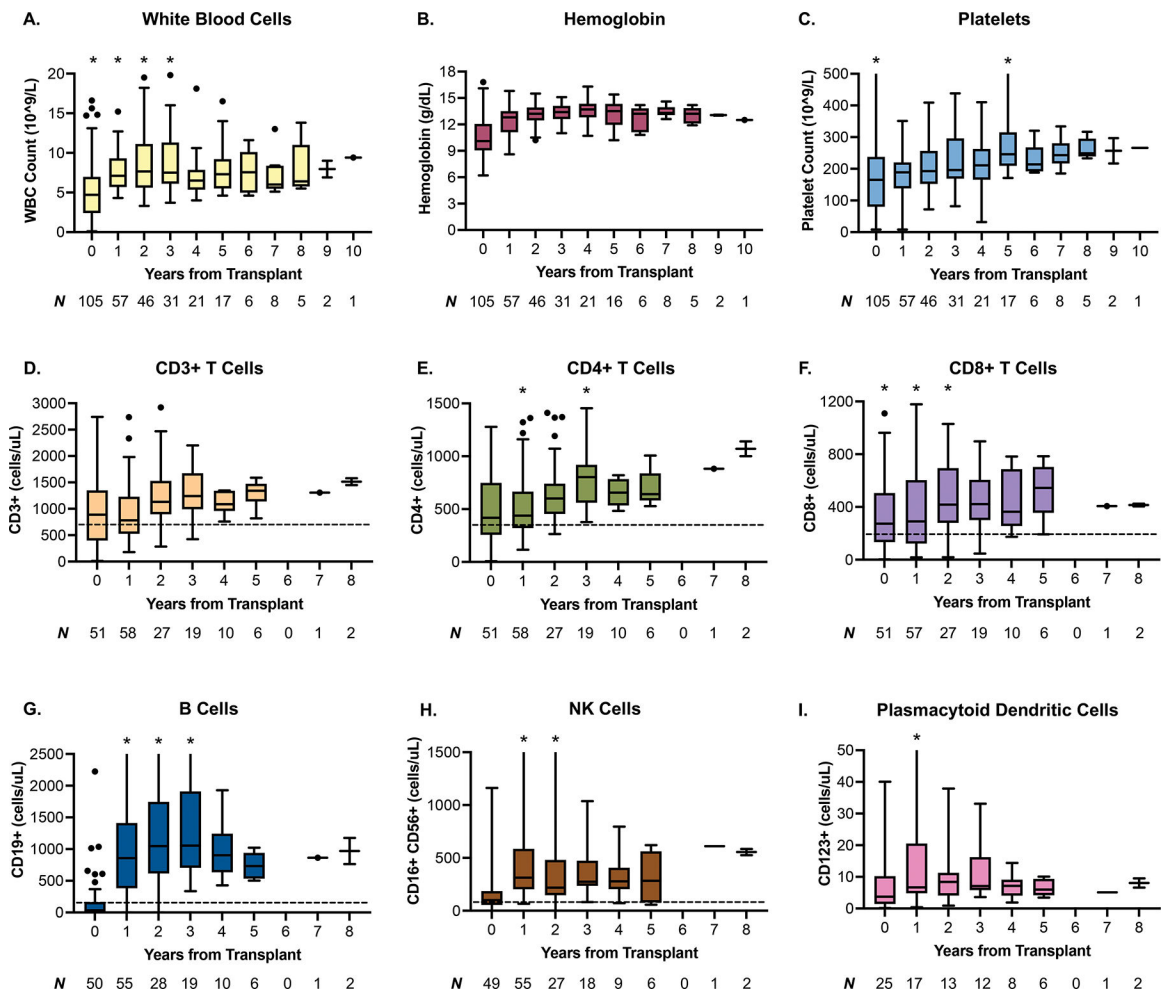 A. White Blood Cells
* * * *
WBC Count (10^9/L)
20
15
10
5
0
0 1 2 3 4 5 6 7 8 9 10
Years from Transplant
N 105 57 46 31 21 17 6 8 5 2 1
B. Hemoglobin
Hemoglobin (g/dL)
18
15
12
9
6
3
0
0 1 2 3 4 5 6 7 8 9 10
Years from Transplant
N 105 57 46 31 21 16 6 8 5 2 1
C. Platelets
* *
Platelet Count (10^9/L)
500
400
300
200
100
0
0 1 2 3 4 5 6 7 8 9 10
Years from Transplant
N 105 57 46 31 21 17 6 8 5 2 1
D. CD3+ T Cells
CD3+ (cells/uL)
3000
2500
2000
1500
1000
500
0
0 1 2 3 4 5 6 7 8
Years from Transplant
N 51 58 27 19 10 6 0 1 2
E. CD4+ T Cells
* *
CD4+ (cells/uL)
1500
1000
500
0
0 1 2 3 4 5 6 7 8
Years from Transplant
N 51 58 27 19 10 6 0 1 2
F. CD8+ T Cells
* * *
CD8+ (cells/uL)
1200
800
400
0
0 1 2 3 4 5 6 7 8
Years from Transplant
N 51 57 27 19 10 6 0 1 2
G. B Cells
* * *
CD19+ (cells/uL)
2500
2000
1500
1000
500
0
0 1 2 3 4 5 6 7 8
Years from Transplant
N 50 55 28 19 10 6 0 1 2
H. NK Cells
* *
CD16+ CD56+ (cells/uL)
1500
1000
500
0
0 1 2 3 4 5 6 7 8
Years from Transplant
N 49 55 27 18 9 6 0 1 2
I. Plasmacytoid Dendritic Cells
*
CD123+ (cells/uL)
50
40
30
20
10
0
0 1 2 3 4 5 6 7 8
Years from Transplant
N 25 17 13 12 8 6 0 1 2